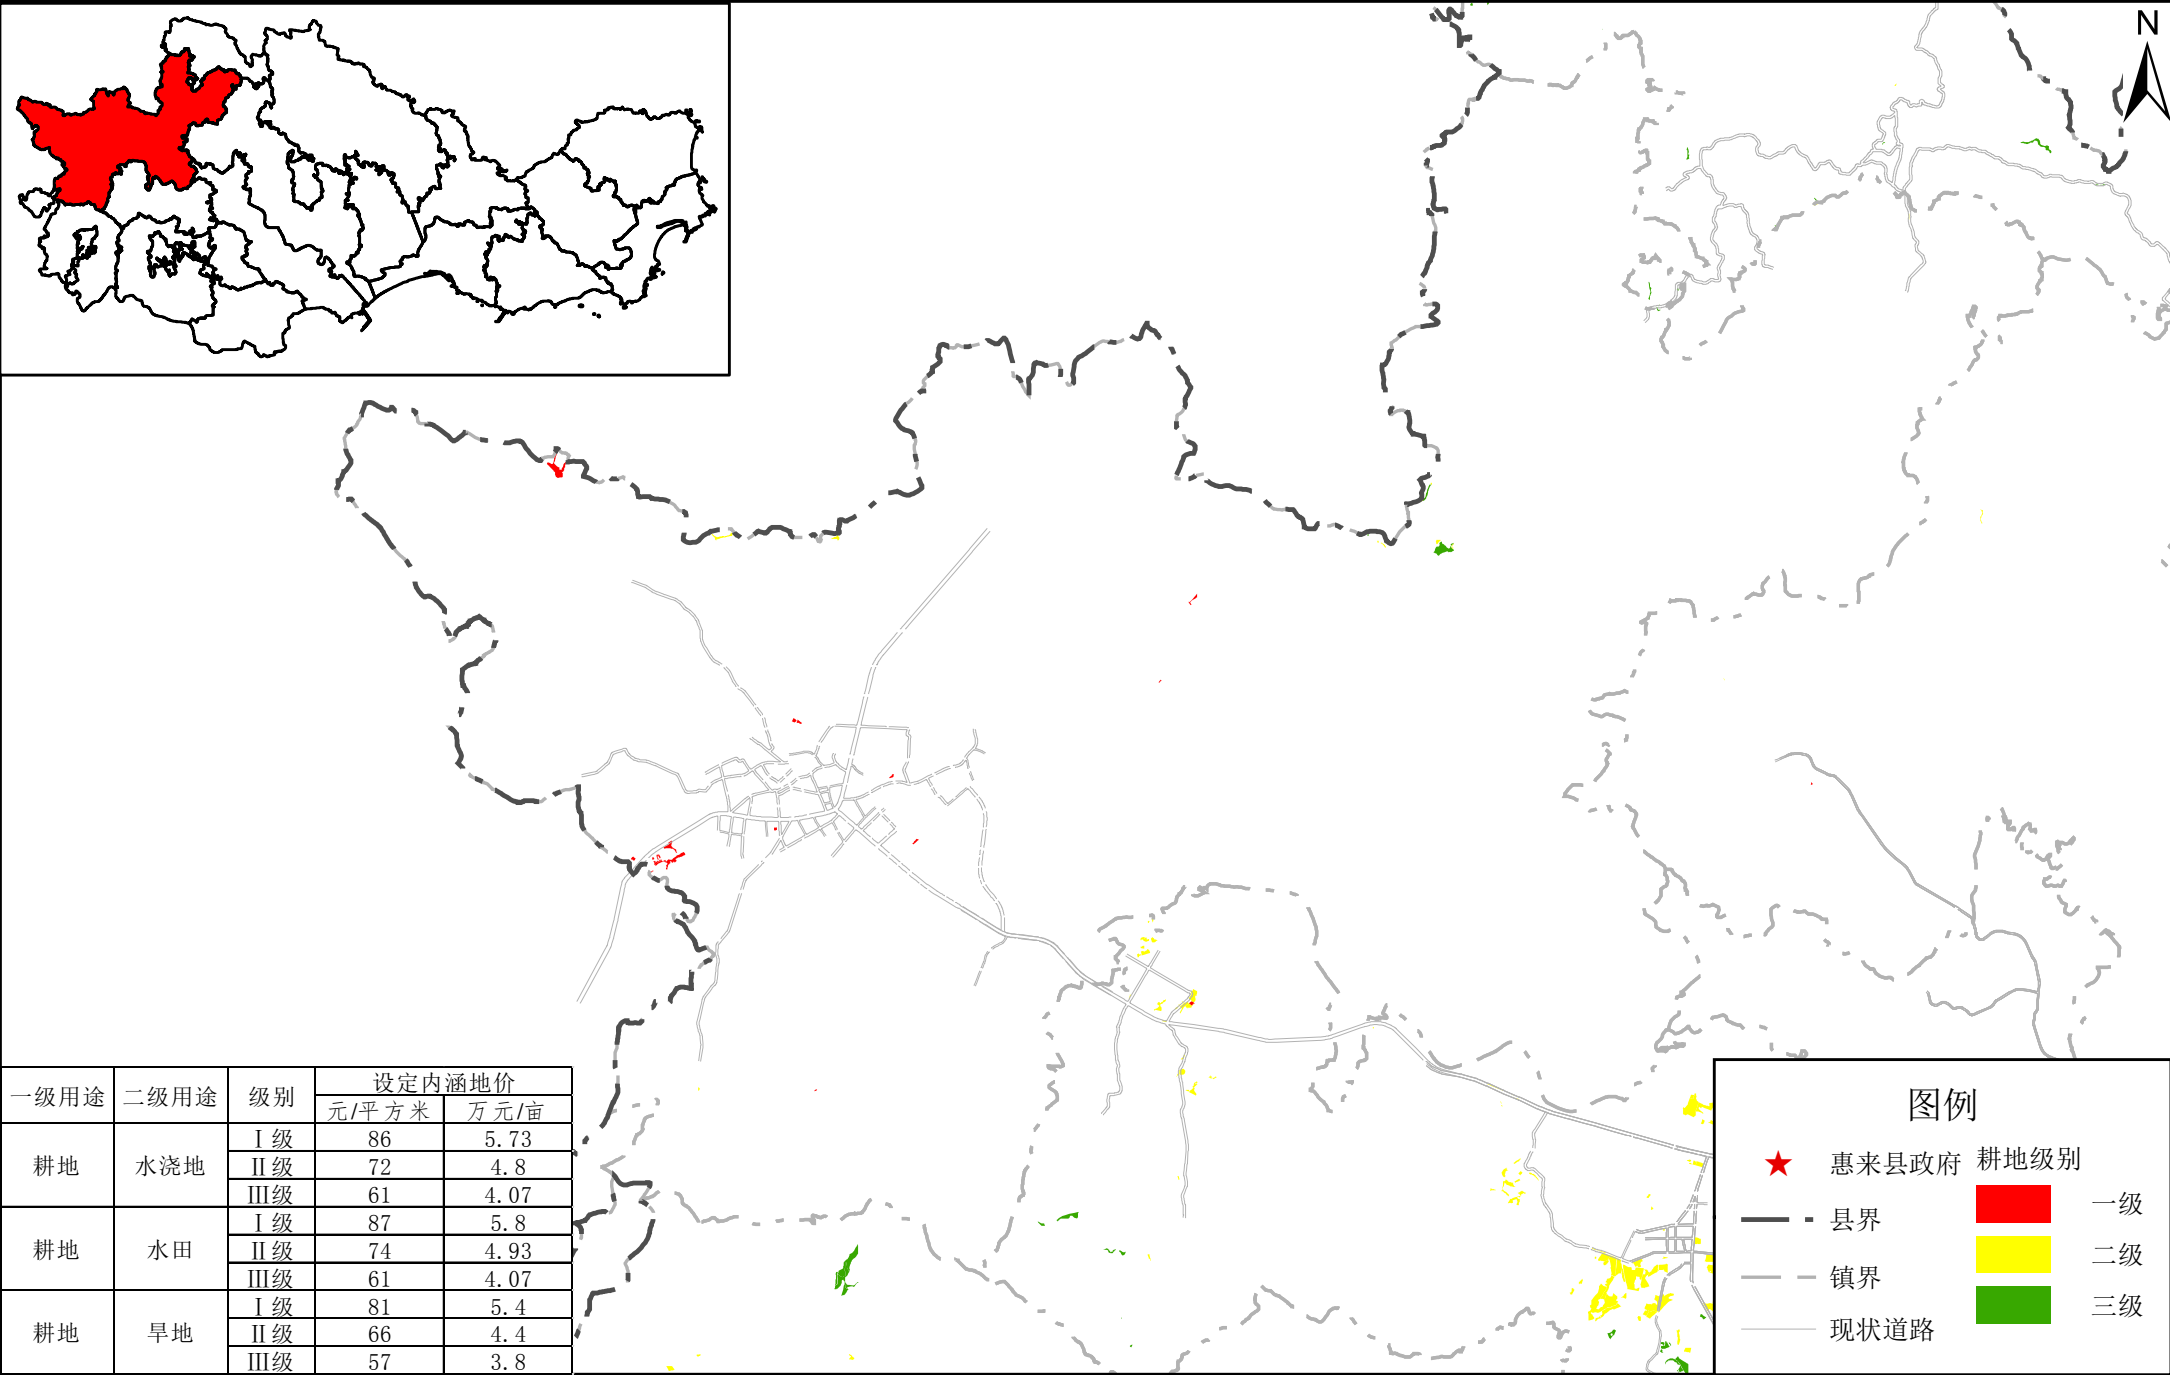 N
一级用途 二级用途 级别 设定内涵地价
元/平方米 万元/亩
耕地 水浇地 Ⅰ级 86 5.73
Ⅱ级 72 4.8
Ⅲ级 61 4.07
耕地 水田 Ⅰ级 87 5.8
Ⅱ级 74 4.93
Ⅲ级 61 4.07
耕地 旱地 Ⅰ级 81 5.4
Ⅱ级 66 4.4
Ⅲ级 57 3.8
图例
惠来县政府 耕地级别
一级
县界
二级
镇界
三级
现状道路